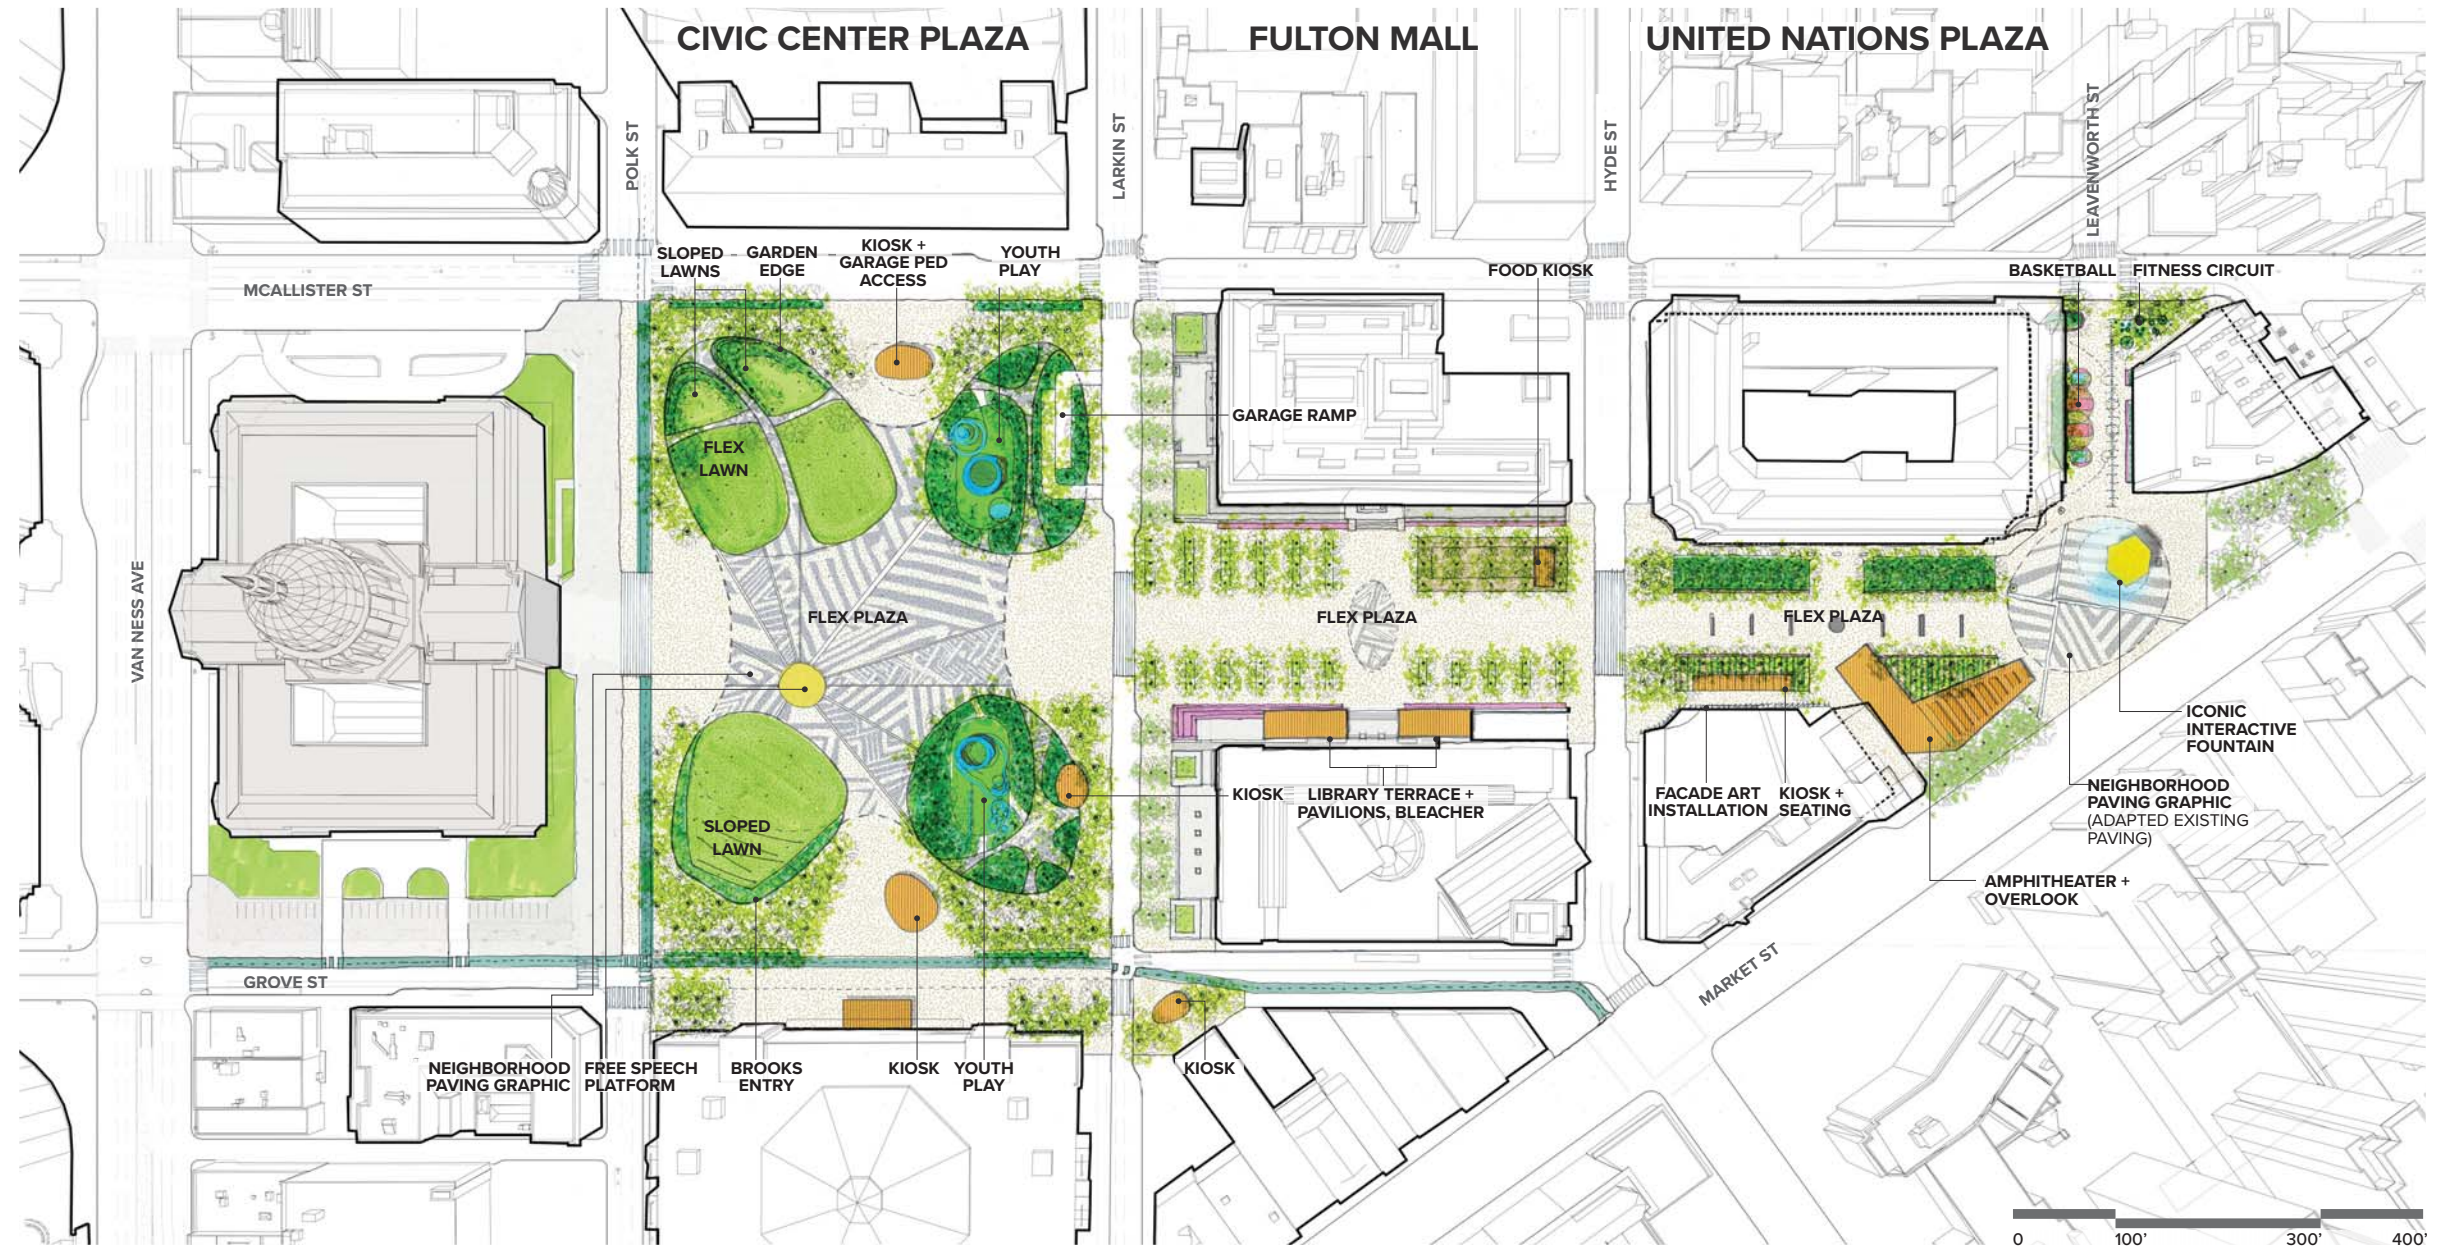 CIVIC CENTER PLAZA
FULTON MALL
UNITED NATIONS PLAZA
POLK ST
LARKIN ST
HYDE ST
LEAVENWORTH ST
SLOPED
LAWNS
GARDEN
EDGE
KIOSK +
GARAGE PED
ACCESS
YOUTH
PLAY
FOOD KIOSK
BASKETBALL
FITNESS CIRCUIT
MCALLISTER ST
GARAGE RAMP
FLEX
LAWN
VAN NESS AVE
FLEX PLAZA
FLEX PLAZA
FLEX PLAZA
ICONIC
INTERACTIVE
FOUNTAIN
NEIGHBORHOOD
PAVING GRAPHIC
(ADAPTED EXISTING
PAVING)
KIOSK
LIBRARY TERRACE +
PAVILIONS, BLEACHER
FACADE ART
INSTALLATION
KIOSK +
SEATING
SLOPED
LAWN
AMPHITHEATER +
OVERLOOK
GROVE ST
MARKET ST
NEIGHBORHOOD
PAVING GRAPHIC
FREE SPEECH
PLATFORM
BROOKS
ENTRY
KIOSK
YOUTH
PLAY
KIOSK
0 100' 300' 400'